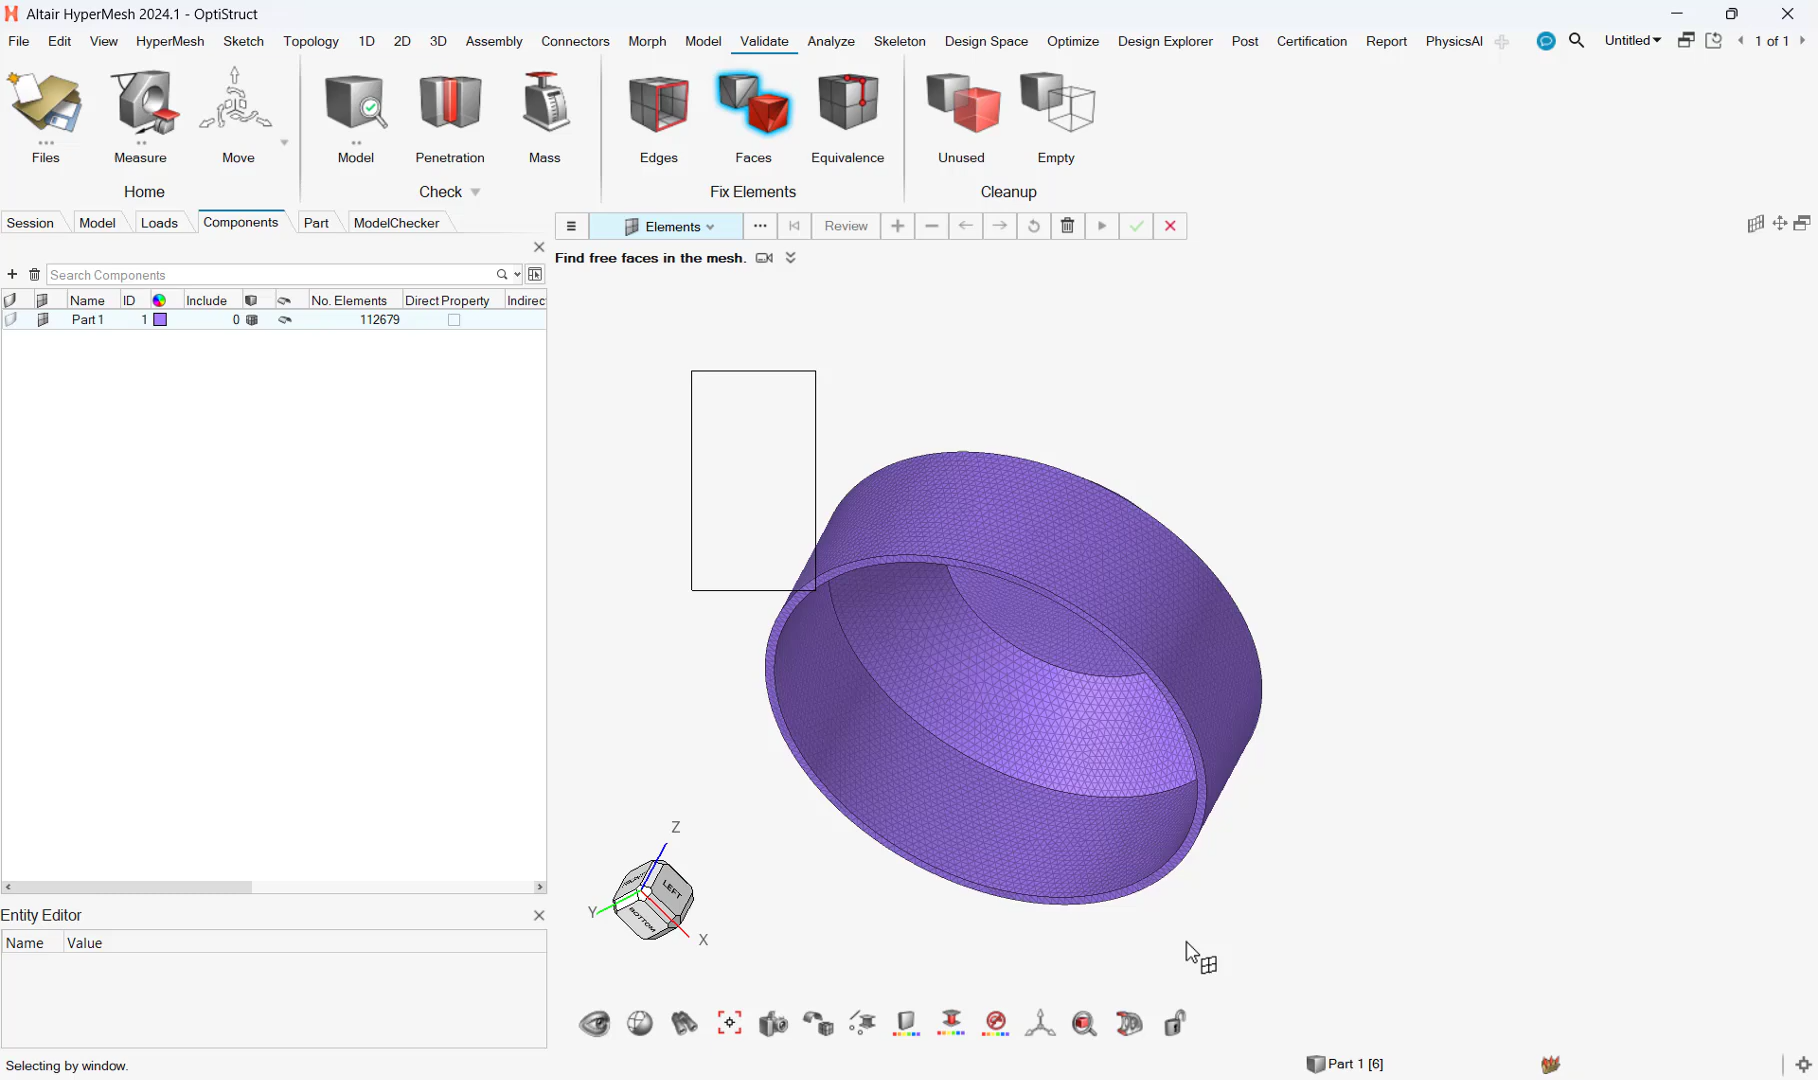 Altair HyperMesh 2024.1 - OptiStruct
File Edit View HyperMesh Sketch Topology 1D 2D 3D Assembly Connectors Morph Model Validate Analyze Skeleton Design Space Optimize Design Explorer Post Certification Report PhysicsAI Untitled 1 of 1
Files Measure Move Model Penetration Mass Edges Faces Equivalence Unused Empty
Home Check Fix Elements Cleanup
Session Model Loads Components Part ModelChecker
Elements Review
Find free faces in the mesh.
Search Components
Name ID Include No. Elements Direct Property Indirec
Part 1 1 0 112679
Z
LEFT
Y
BOTTOM
X
Entity Editor
Name Value
Selecting by window.
Part 1 [6]